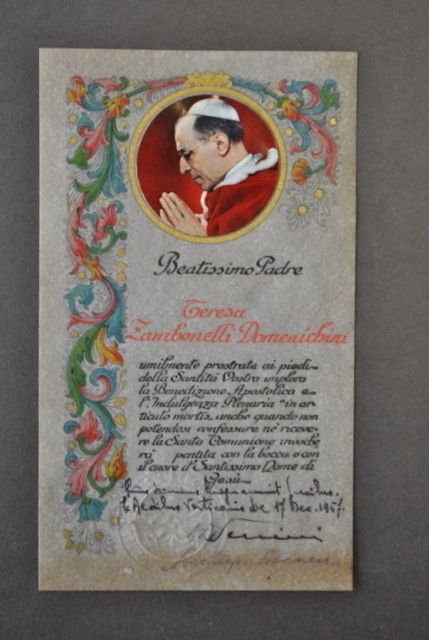 Beatissimo Padre
Teresa
Zambonelli Domenichini
umilmente prostrata ai piedi
della Santità Vostra implora
la Benedizione Apostolica e
l'Indulgenza Plenaria "in ar-
ticulo mortis, anche quando non
potendosi confessare nè riceve-
re la Santa Comunione invoche
rà pentita con la bocca o con
il cuore il Santissimo Nome di
Gesù
Aedibus Vaticanis die 17 Dec. 1957.